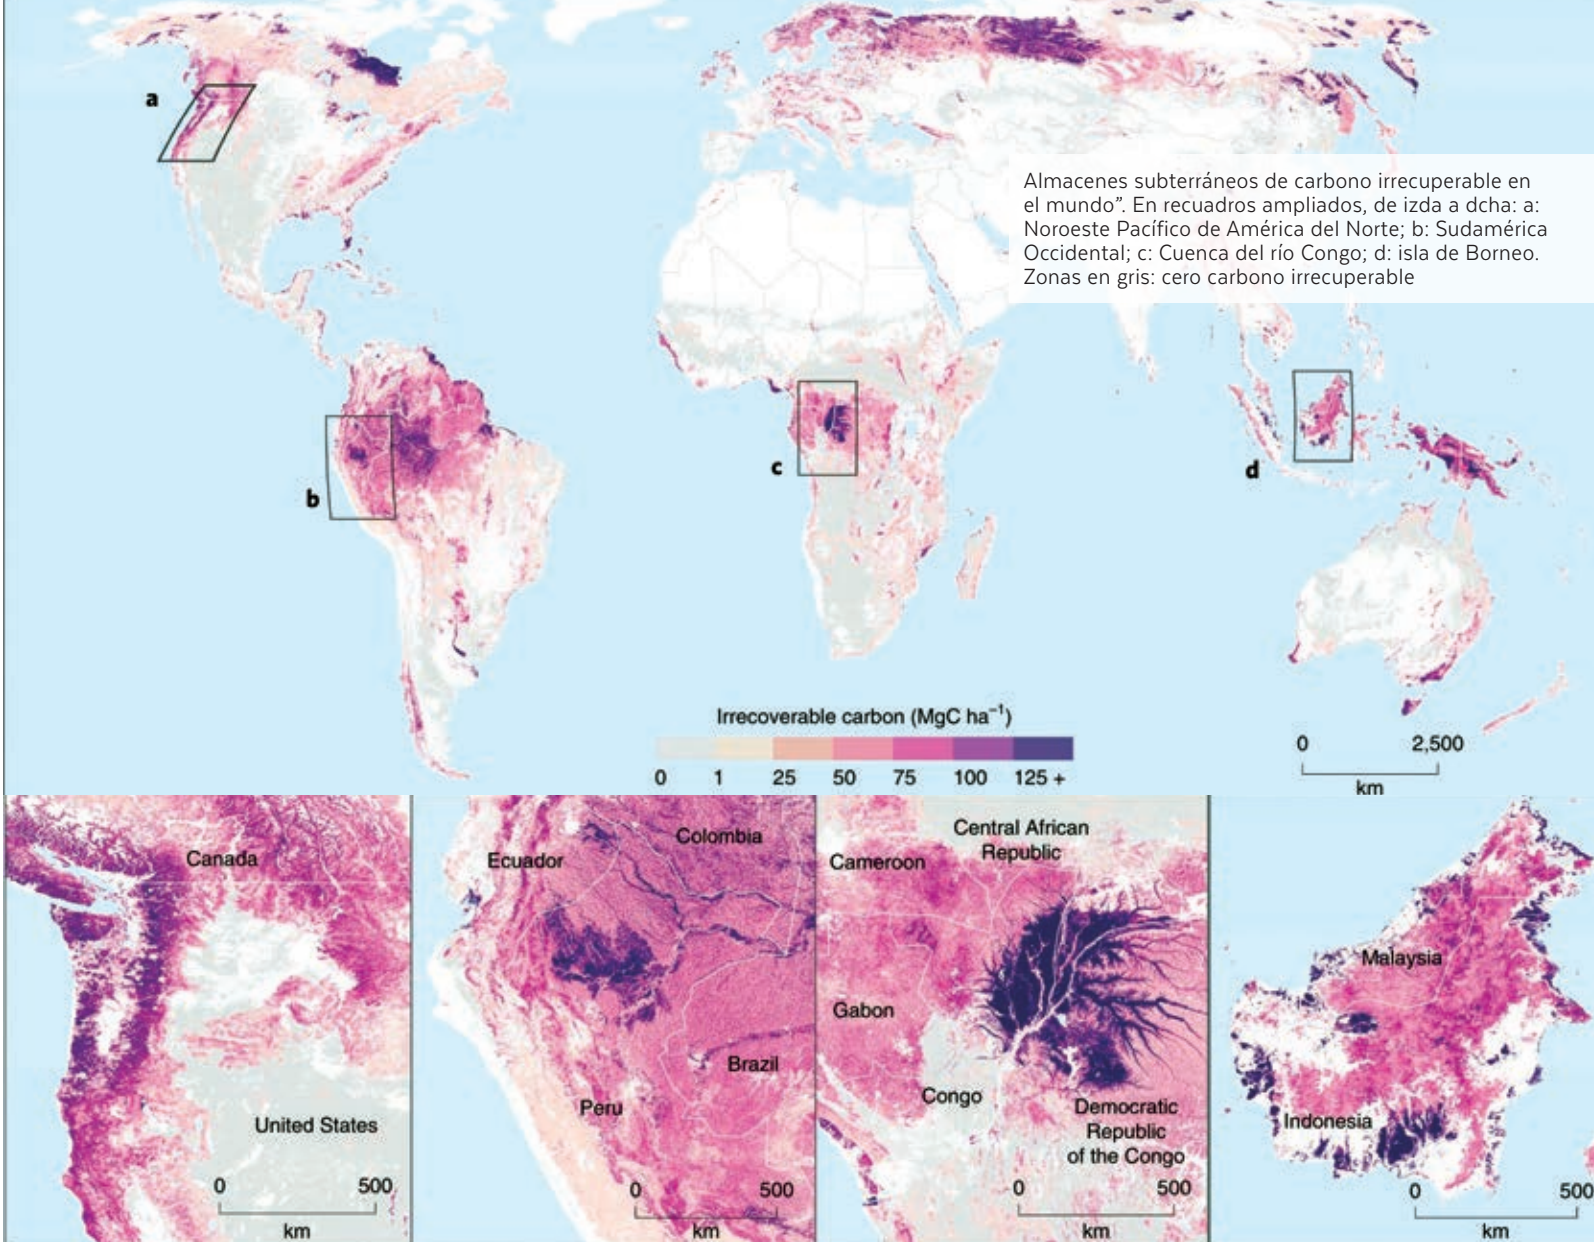 a
Almacenes subterráneos de carbono irrecuperable en
el mundo”. En recuadros ampliados, de izda a dcha: a:
Noroeste Pacífico de América del Norte; b: Sudamérica
Occidental; c: Cuenca del río Congo; d: isla de Borneo.
Zonas en gris: cero carbono irrecuperable
b
c
d
Irrecoverable carbon (MgC ha⁻¹)
0 1 25 50 75 100 125 +
0 2,500
km
Canada
United States
0 500
km
Colombia
Ecuador
Brazil
Peru
0 500
km
Central African
Republic
Cameroon
Gabon
Congo
Democratic
Republic
of the Congo
0 500
km
Malaysia
Indonesia
0 500
km